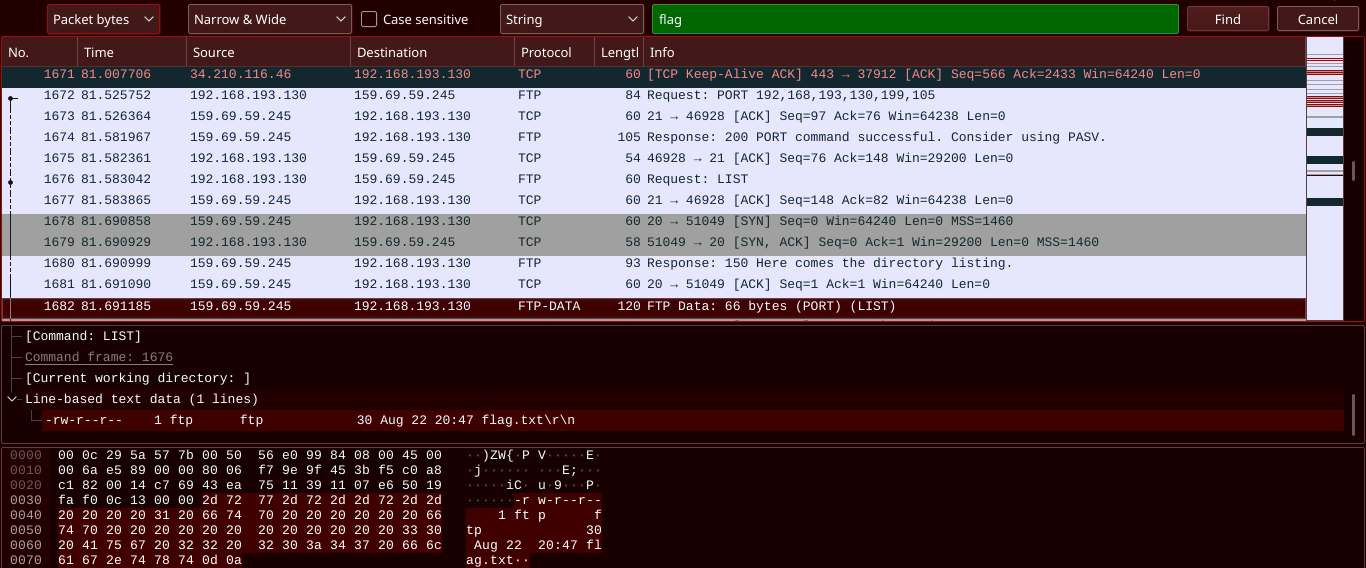 Packet bytes Narrow & Wide Case sensitive String flag Find Cancel
No. Time Source Destination Protocol Lengtl Info
1671 81.007706 34.210.116.46 192.168.193.130 TCP 60 [TCP Keep-Alive ACK] 443 → 37912 [ACK] Seq=566 Ack=2433 Win=64240 Len=0
1672 81.525752 192.168.193.130 159.69.59.245 FTP 84 Request: PORT 192,168,193,130,199,105
1673 81.526364 159.69.59.245 192.168.193.130 TCP 60 21 → 46928 [ACK] Seq=97 Ack=76 Win=64238 Len=0
1674 81.581967 159.69.59.245 192.168.193.130 FTP 105 Response: 200 PORT command successful. Consider using PASV.
1675 81.582361 192.168.193.130 159.69.59.245 TCP 54 46928 → 21 [ACK] Seq=76 Ack=148 Win=29200 Len=0
1676 81.583042 192.168.193.130 159.69.59.245 FTP 60 Request: LIST
1677 81.583865 159.69.59.245 192.168.193.130 TCP 60 21 → 46928 [ACK] Seq=148 Ack=82 Win=64238 Len=0
1678 81.690858 159.69.59.245 192.168.193.130 TCP 60 20 → 51049 [SYN] Seq=0 Win=64240 Len=0 MSS=1460
1679 81.690929 192.168.193.130 159.69.59.245 TCP 58 51049 → 20 [SYN, ACK] Seq=0 Ack=1 Win=29200 Len=0 MSS=1460
1680 81.690999 159.69.59.245 192.168.193.130 FTP 93 Response: 150 Here comes the directory listing.
1681 81.691090 159.69.59.245 192.168.193.130 TCP 60 20 → 51049 [ACK] Seq=1 Ack=1 Win=64240 Len=0
1682 81.691185 159.69.59.245 192.168.193.130 FTP-DATA 120 FTP Data: 66 bytes (PORT) (LIST)
[Command: LIST]
Command frame: 1676
[Current working directory: ]
Line-based text data (1 lines)
-rw-r--r--    1 ftp      ftp            30 Aug 22 20:47 flag.txt\r\n
0000 00 0c 29 5a 57 7b 00 50 56 e0 99 84 08 00 45 00 ··)ZW{·P V·····E·
0010 00 6a e5 89 00 00 80 06 f7 9e 9f 45 3b f5 c0 a8 ·j······ ···E;···
0020 c1 82 00 14 c7 69 43 ea 75 11 39 11 07 e6 50 19 ·····iC· u·9···P·
0030 fa f0 0c 13 00 00 2d 72 77 2d 72 2d 2d 72 2d 2d ······-r w-r--r--
0040 20 20 20 20 31 20 66 74 70 20 20 20 20 20 20 66 1 ft p f
0050 74 70 20 20 20 20 20 20 20 20 20 20 20 20 33 30 tp 30
0060 20 41 75 67 20 32 32 20 32 30 3a 34 37 20 66 6c Aug 22 20:47 fl
0070 61 67 2e 74 78 74 0d 0a ag.txt··